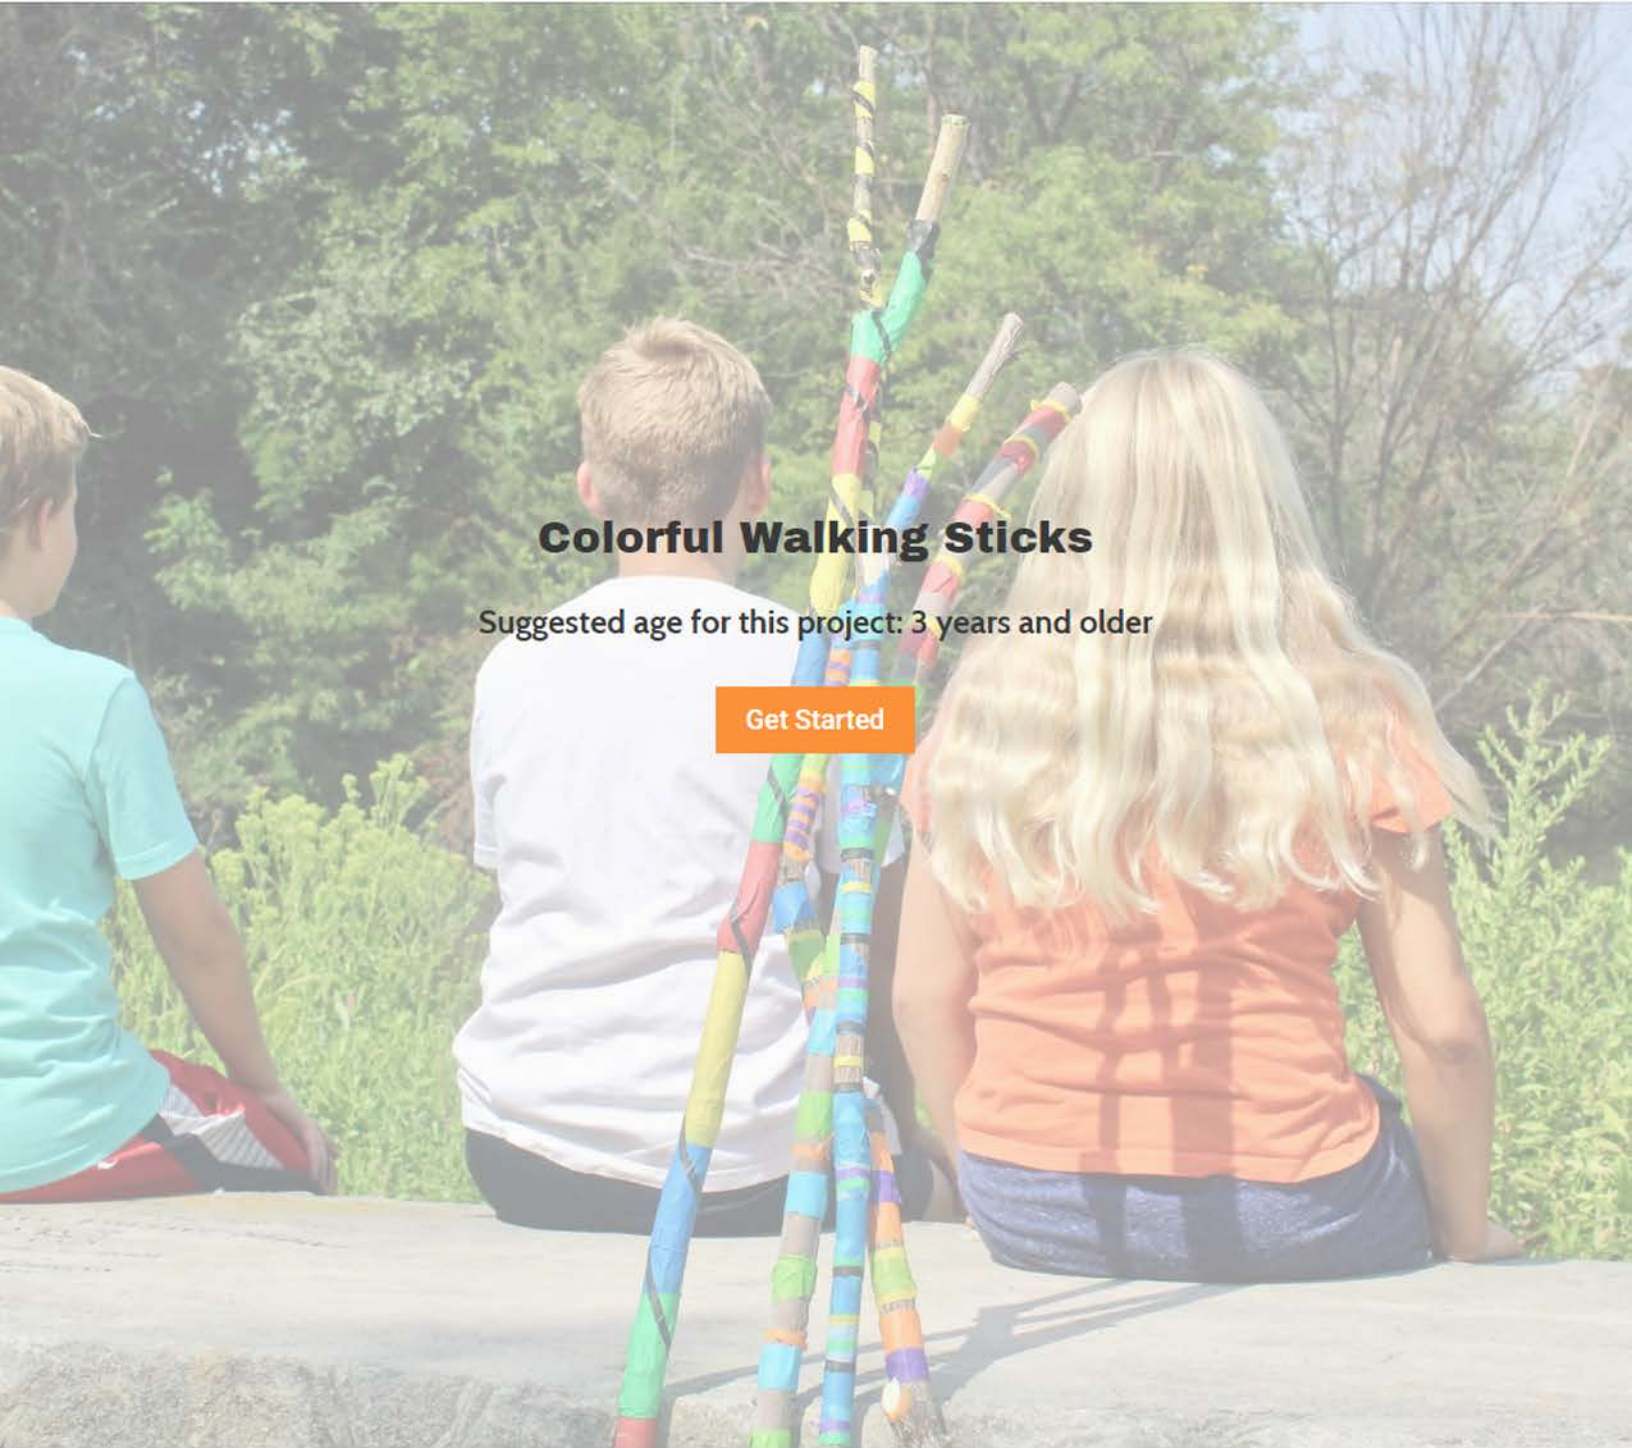 Colorful Walking Sticks
Suggested age for this project: 3 years and older
Get Started